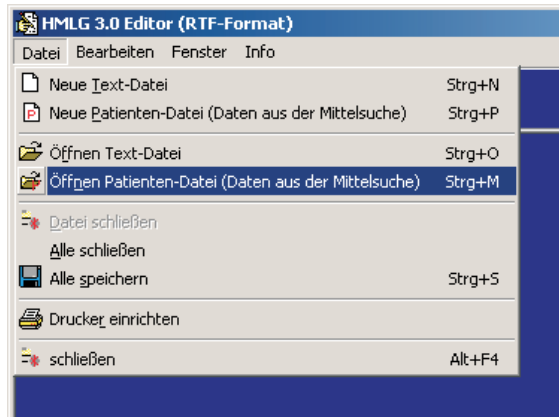 HMLG 3.0 Editor (RTF-Format)
Datei Bearbeiten Fenster Info
Neue Text-Datei Strg+N
Neue Patienten-Datei (Daten aus der Mittelsuche) Strg+P
Öffnen Text-Datei Strg+O
Öffnen Patienten-Datei (Daten aus der Mittelsuche) Strg+M
Datei schließen
Alle schließen
Alle speichern Strg+S
Drucker einrichten
schließen Alt+F4